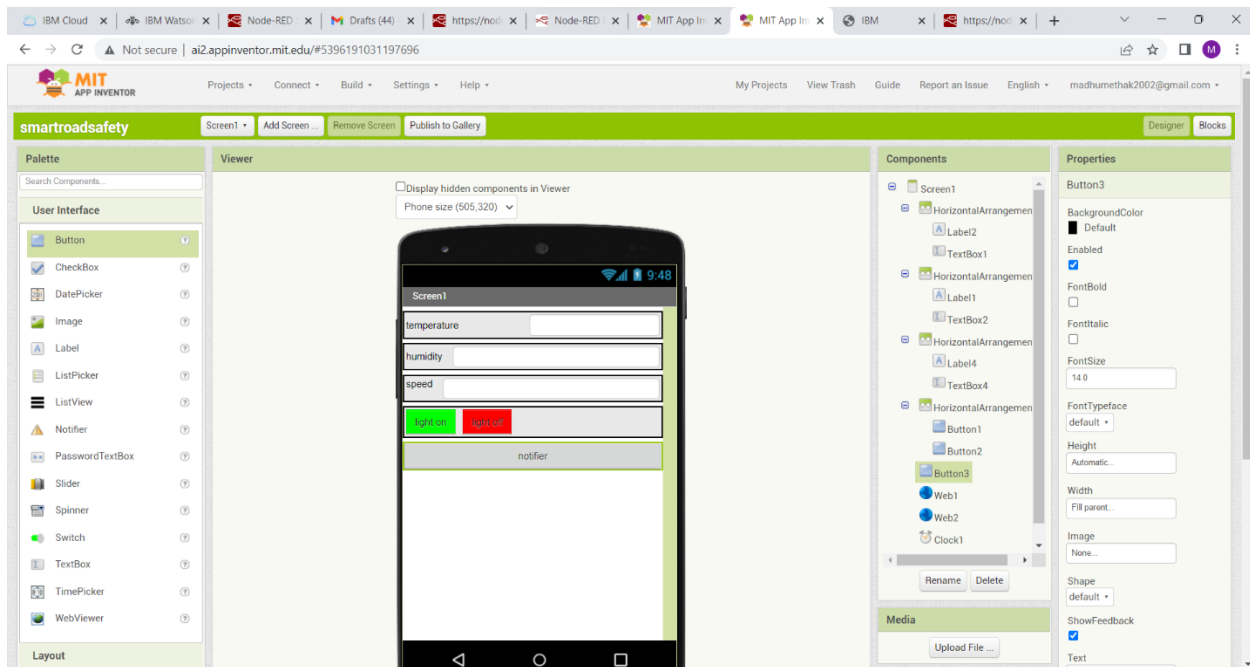 IBM Cloud
IBM Watson
Node-RED
Drafts (44)
https://nod
Node-RED
MIT App In
MIT App In
IBM
https://nod
Not secure
ai2.appinventor.mit.edu/#5396191031197696
M
MIT
APP INVENTOR
Projects
Connect
Build
Settings
Help
My Projects
View Trash
Guide
Report an Issue
English
madhumethak2002@gmail.com
smartroadsafety
Screen1
Add Screen ...
Remove Screen
Publish to Gallery
Designer
Blocks
Palette
Search Components...
User Interface
Button
CheckBox
DatePicker
Image
Label
ListPicker
ListView
Notifier
PasswordTextBox
Slider
Spinner
Switch
TextBox
TimePicker
WebViewer
Layout
Viewer
Display hidden components in Viewer
Phone size (505,320)
9:48
Screen1
temperature
humidity
speed
light on
light off
notifier
Components
Screen1
HorizontalArrangemen
Label2
TextBox1
HorizontalArrangemen
Label1
TextBox2
HorizontalArrangemen
Label4
TextBox4
HorizontalArrangemen
Button1
Button2
Button3
Web1
Web2
Clock1
Rename
Delete
Media
Upload File ...
Properties
Button3
BackgroundColor
Default
Enabled
FontBold
FontItalic
FontSize
14.0
FontTypeface
default
Height
Automatic...
Width
Fill parent...
Image
None...
Shape
default
ShowFeedback
Text